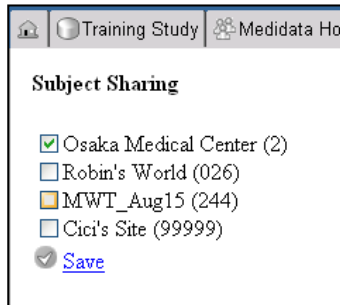 Training Study Medidata Ho
Subject Sharing
Osaka Medical Center (2)
Robin's World (026)
MWT_Aug15 (244)
Cici's Site (99999)
Save